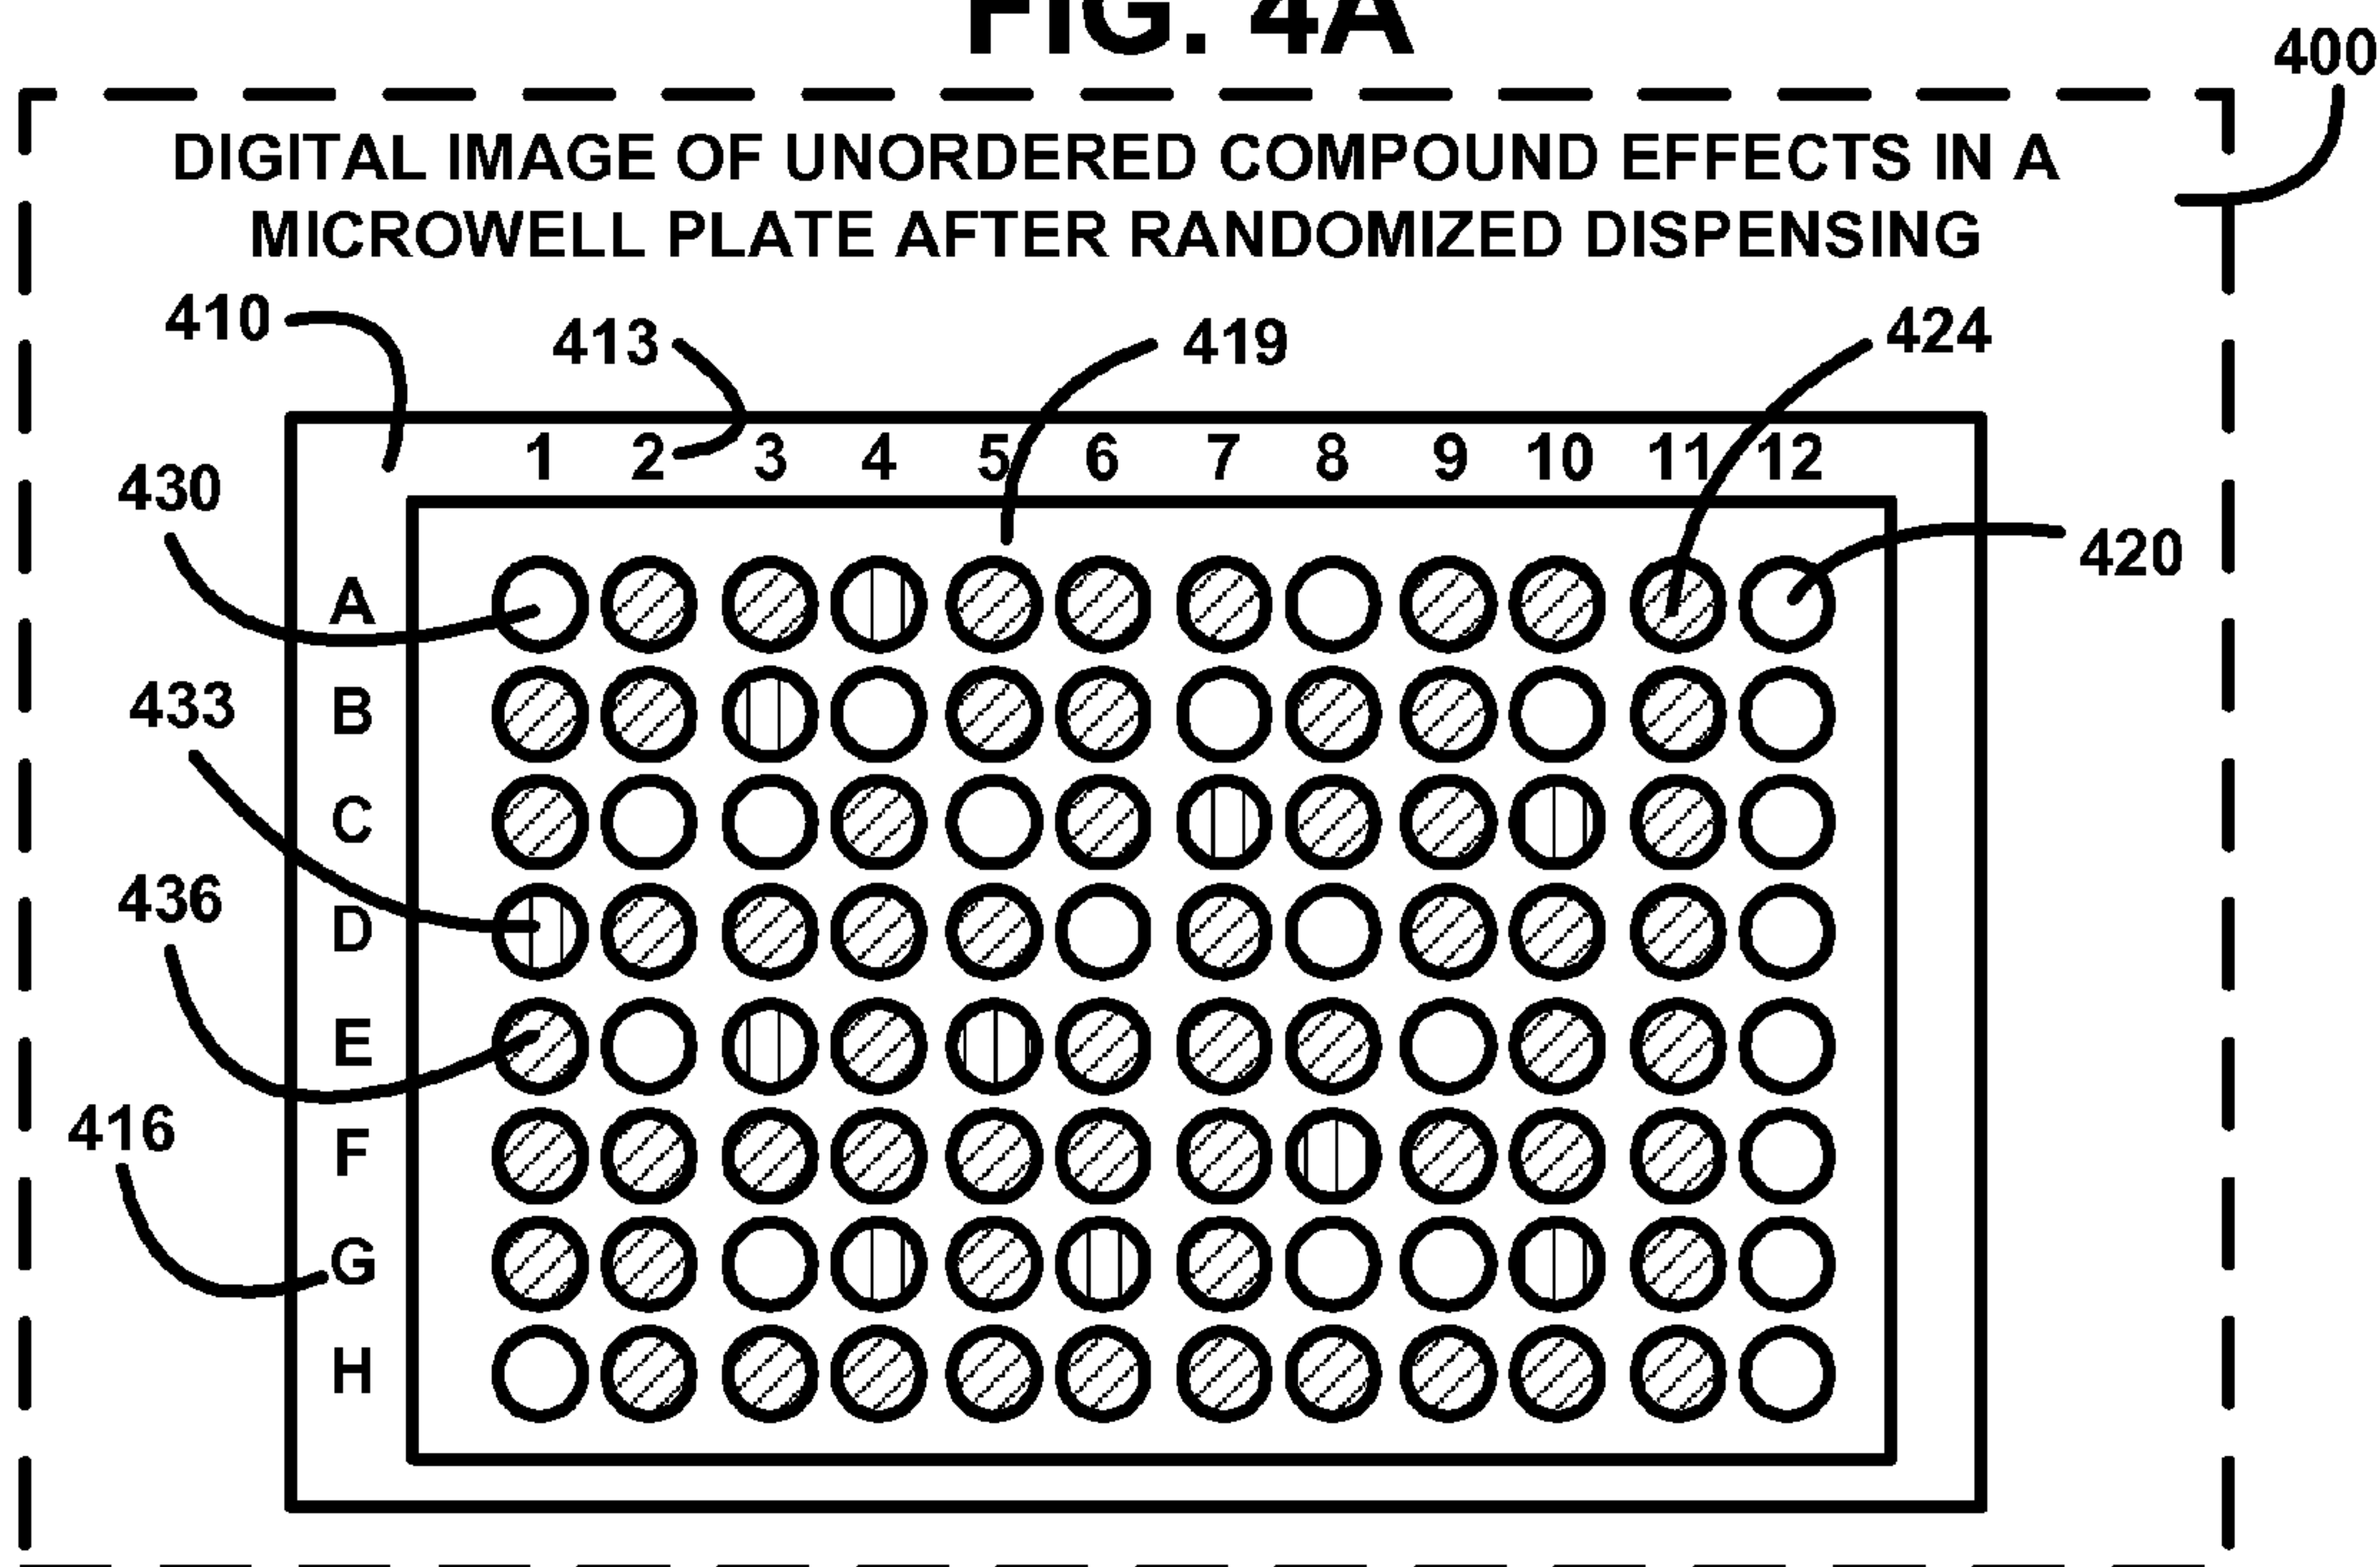 FIG. 4A
400
DIGITAL IMAGE OF UNORDERED COMPOUND EFFECTS IN A
MICROWELL PLATE AFTER RANDOMIZED DISPENSING
410
413
419
424
1 2 3 4 5 6 7 8 9 10 11 12
430
420
A
433
B
C
436
D
E
416
F
G
H